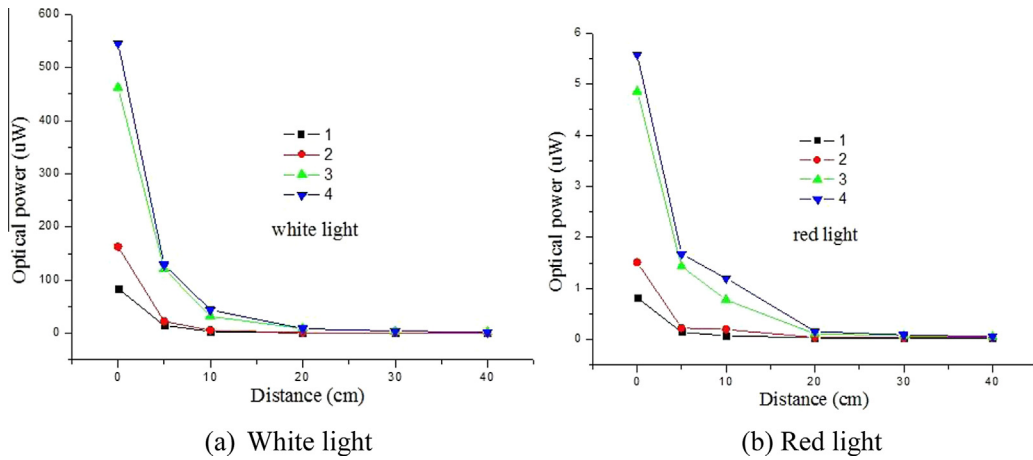 600
500
400
300
200
100
0
Optical power (uW)
1
2
3
4
white light
0 10 20 30 40
Distance (cm)
(a) White light
6
5
4
3
2
1
0
Optical power (uW)
1
2
3
4
red light
0 10 20 30 40
Distance (cm)
(b) Red light